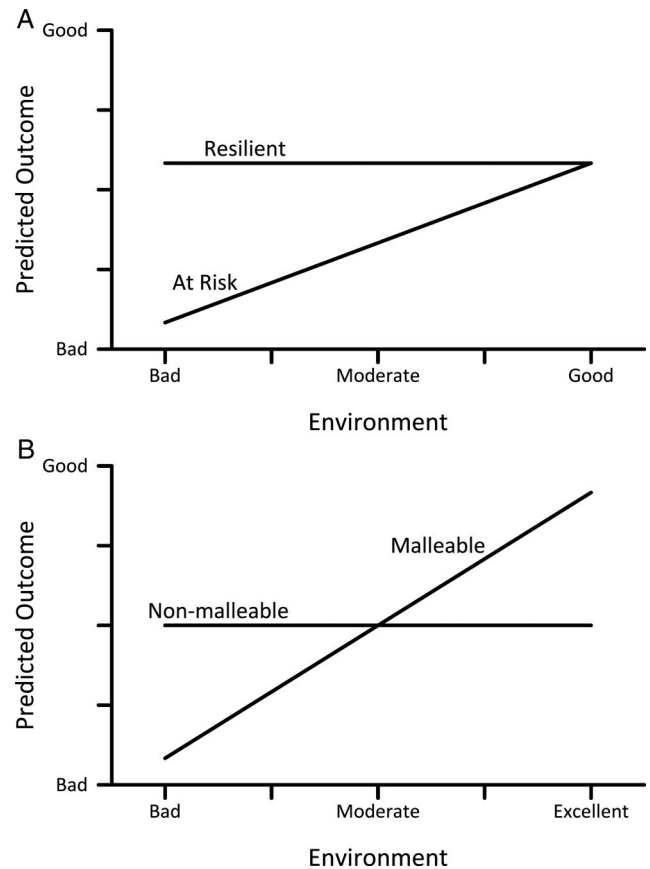 A
Good
Predicted Outcome
Resilient
At Risk
Bad
Bad
Moderate
Good
Environment
B
Good
Predicted Outcome
Malleable
Non-malleable
Bad
Bad
Moderate
Excellent
Environment